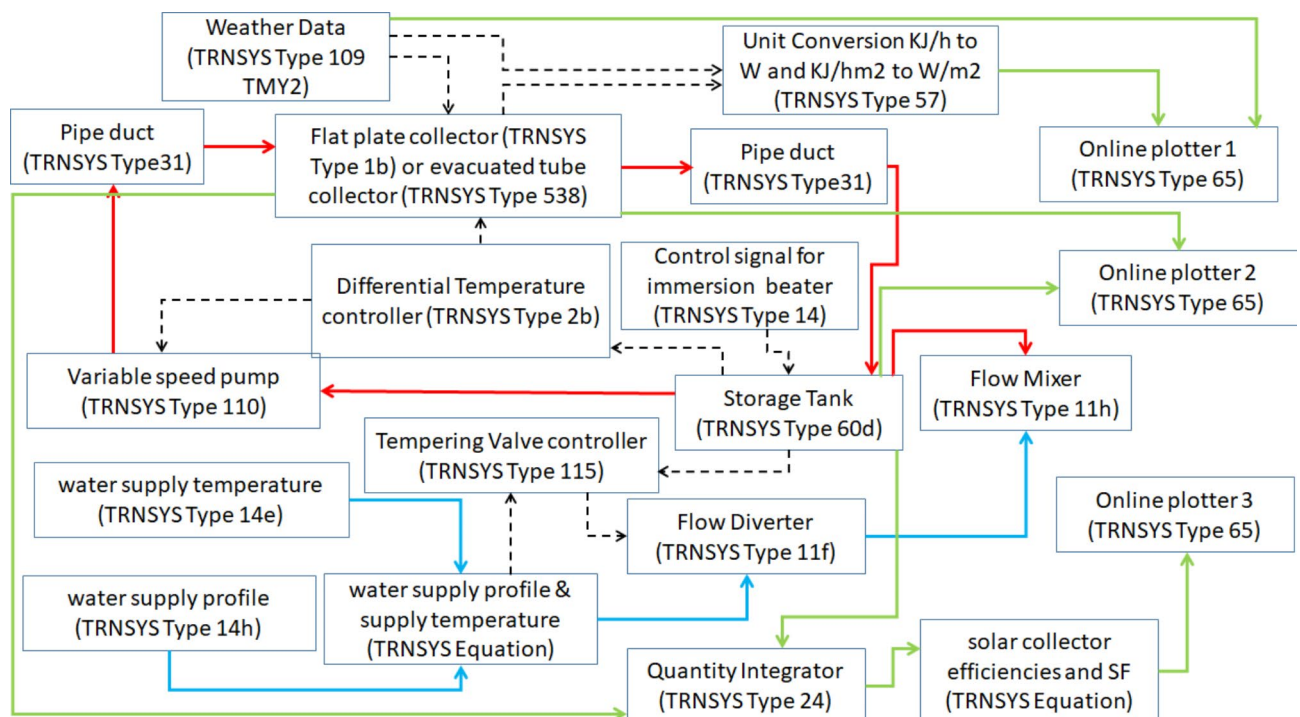 Weather Data
(TRNSYS Type 109
TMY2)
Unit Conversion KJ/h to
W and KJ/hm2 to W/m2
(TRNSYS Type 57)
Pipe duct
(TRNSYS Type31)
Flat plate collector (TRNSYS
Type 1b) or evacuated tube
collector (TRNSYS Type 538)
Pipe duct
(TRNSYS Type31)
Online plotter 1
(TRNSYS Type 65)
Differential Temperature
controller (TRNSYS Type 2b)
Control signal for
immersion beater
(TRNSYS Type 14)
Online plotter 2
(TRNSYS Type 65)
Variable speed pump
(TRNSYS Type 110)
Storage Tank
(TRNSYS Type 60d)
Flow Mixer
(TRNSYS Type 11h)
Tempering Valve controller
(TRNSYS Type 115)
water supply temperature
(TRNSYS Type 14e)
Flow Diverter
(TRNSYS Type 11f)
Online plotter 3
(TRNSYS Type 65)
water supply profile
(TRNSYS Type 14h)
water supply profile &
supply temperature
(TRNSYS Equation)
Quantity Integrator
(TRNSYS Type 24)
solar collector
efficiencies and SF
(TRNSYS Equation)